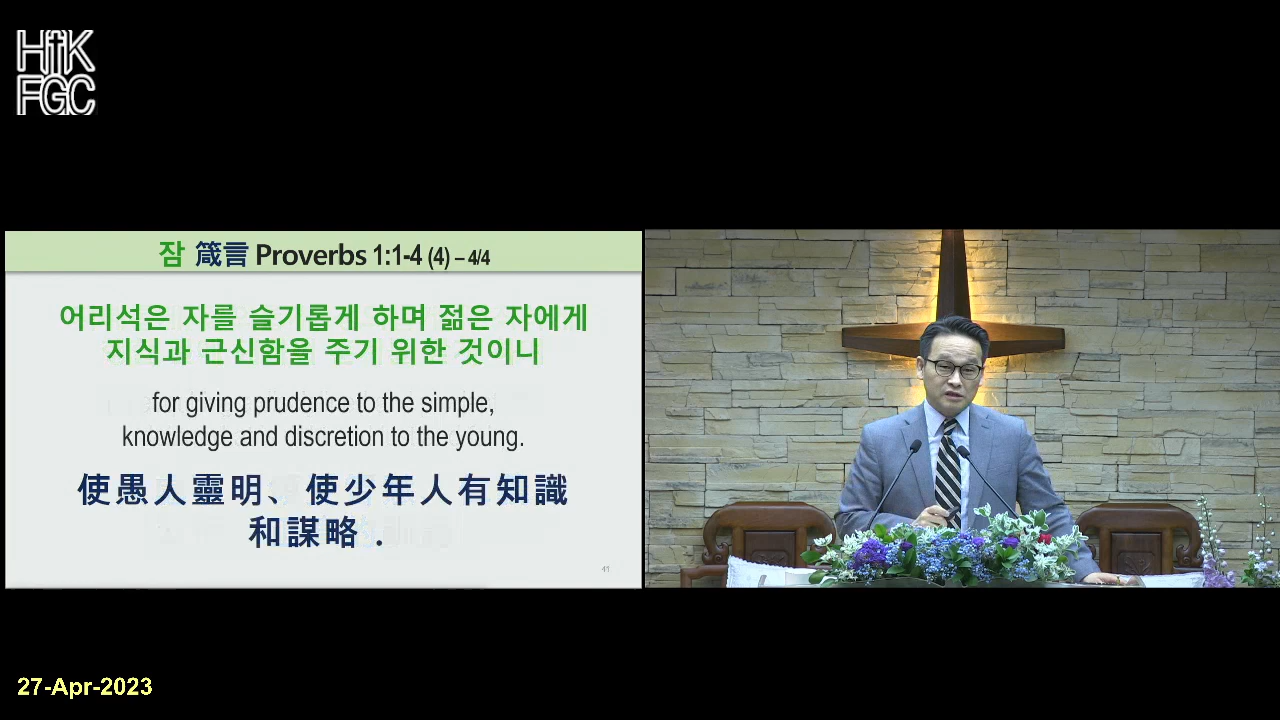 HKFGC
잠 箴言 Proverbs 1:1-4 (4) – 4/4
어리석은 자를 슬기롭게 하며 젊은 자에게
지식과 근신함을 주기 위한 것이니
for giving prudence to the simple,
knowledge and discretion to the young.
使愚人靈明、使少年人有知識
和謀略 .
41
27-Apr-2023